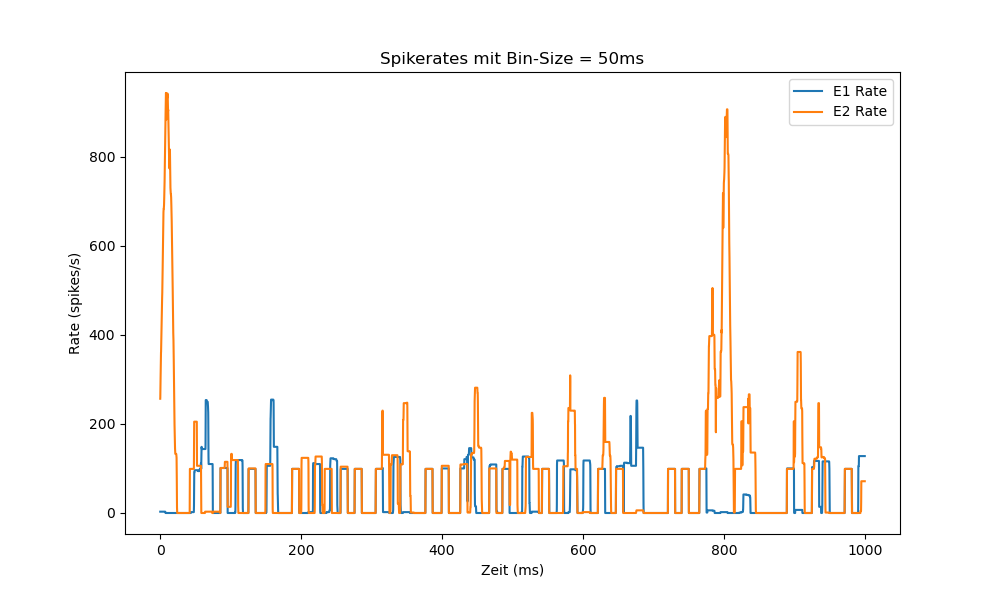 Spikerates mit Bin-Size = 50ms
E1 Rate
E2 Rate
800
600
400
200
0
Rate (spikes/s)
0 200 400 600 800 1000
Zeit (ms)